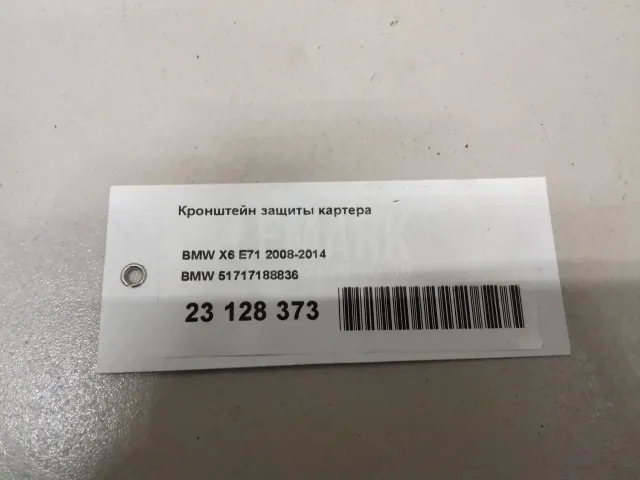 Кронштейн защиты картера
BMW X6 E71 2008-2014
BMW 51717188836
23 128 373